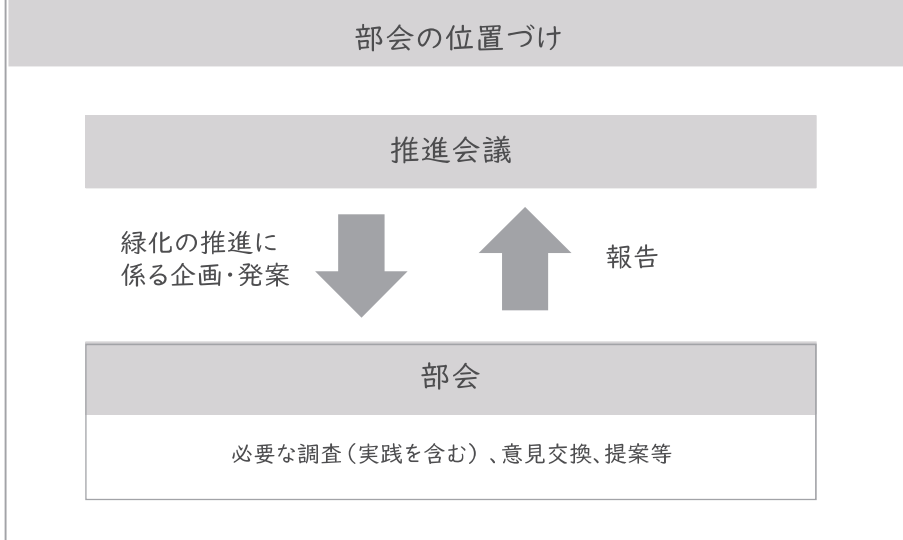 部会の位置づけ
推進会議
緑化の推進に
係る企画・発案
報告
部会
必要な調査（実践を含む）、意見交換、提案等